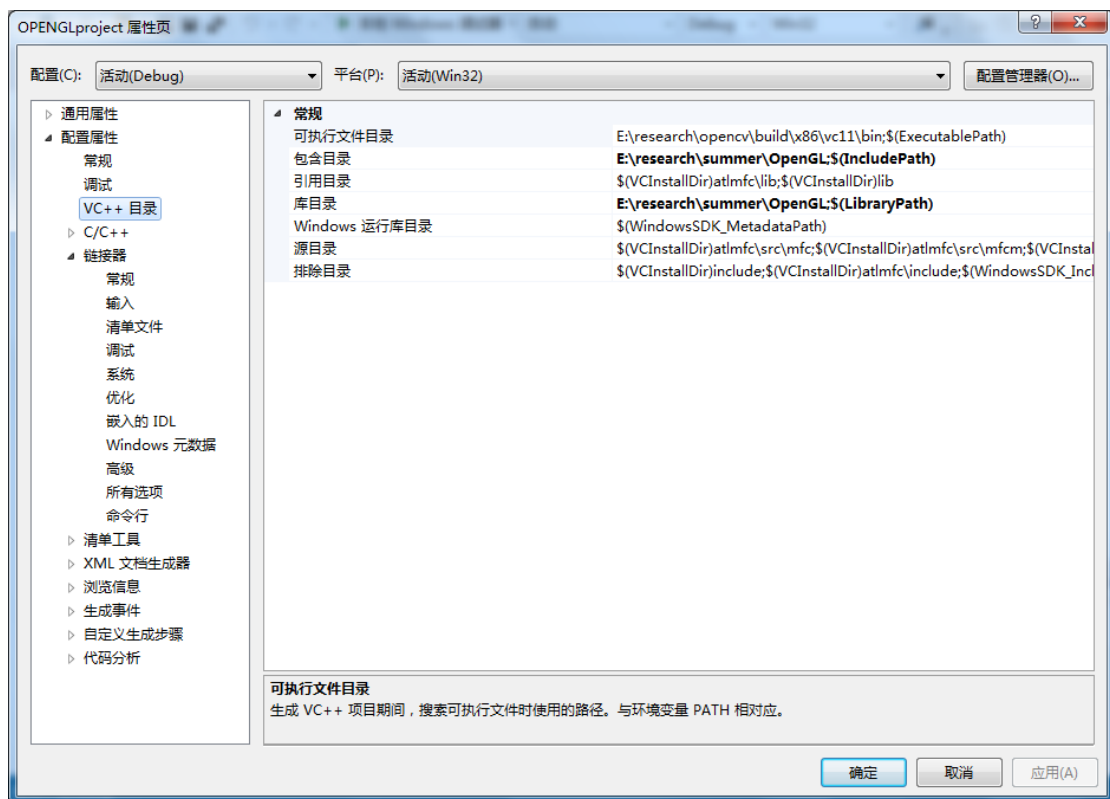 OPENGLproject 属性页
配置(C): 活动(Debug) 平台(P): 活动(Win32) 配置管理器(O)...
通用属性
配置属性
常规
调试
VC++ 目录
C/C++
链接器
常规
输入
清单文件
调试
系统
优化
嵌入的 IDL
Windows 元数据
高级
所有选项
命令行
清单工具
XML 文档生成器
浏览信息
生成事件
自定义生成步骤
代码分析
常规
可执行文件目录 E:\research\opencv\build\x86\vc11\bin;$(ExecutablePath)
包含目录 E:\research\summer\OpenGL;$(IncludePath)
引用目录 $(VCInstallDir)atlmfc\lib;$(VCInstallDir)lib
库目录 E:\research\summer\OpenGL;$(LibraryPath)
Windows 运行库目录 $(WindowsSDK_MetadataPath)
源目录 $(VCInstallDir)atlmfc\src\mfc;$(VCInstallDir)atlmfc\src\mfcm;$(VCInstal
排除目录 $(VCInstallDir)include;$(VCInstallDir)atlmfc\include;$(WindowsSDK_Incl
可执行文件目录
生成 VC++ 项目期间，搜索可执行文件时使用的路径。与环境变量 PATH 相对应。
确定 取消 应用(A)